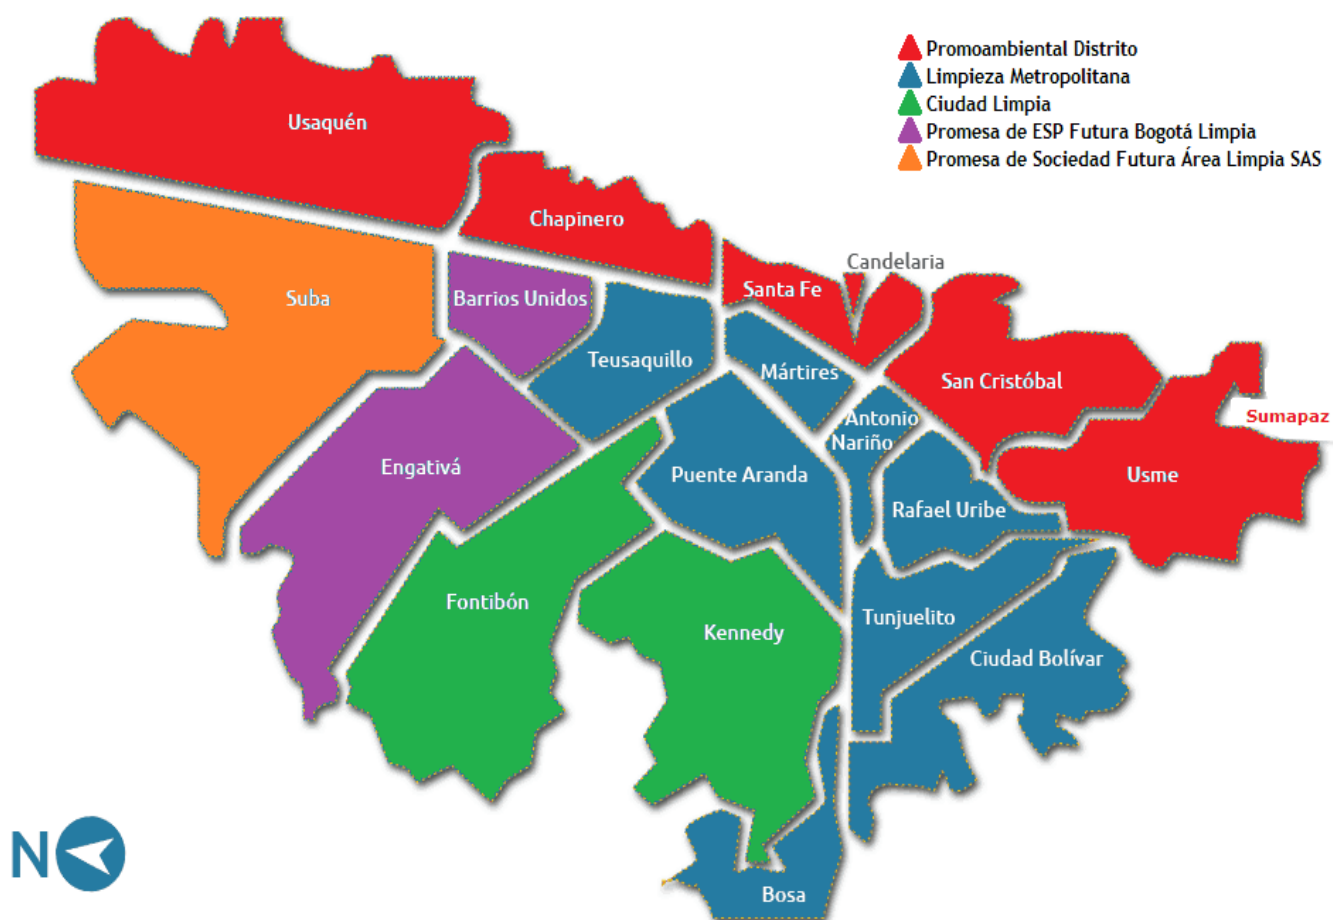 Promoambiental Distrito
Limpieza Metropolitana
Ciudad Limpia
Promesa de ESP Futura Bogotá Limpia
Promesa de Sociedad Futura Área Limpia SAS
Usaquén
Chapinero
Candelaria
Santa Fe
Suba
Barrios Unidos
Teusaquillo
Mártires
San Cristóbal
Sumapaz
Antonio
Nariño
Engativá
Puente Aranda
Usme
Rafael Uribe
Fontibón
Kennedy
Tunjuelito
Ciudad Bolívar
N
Bosa